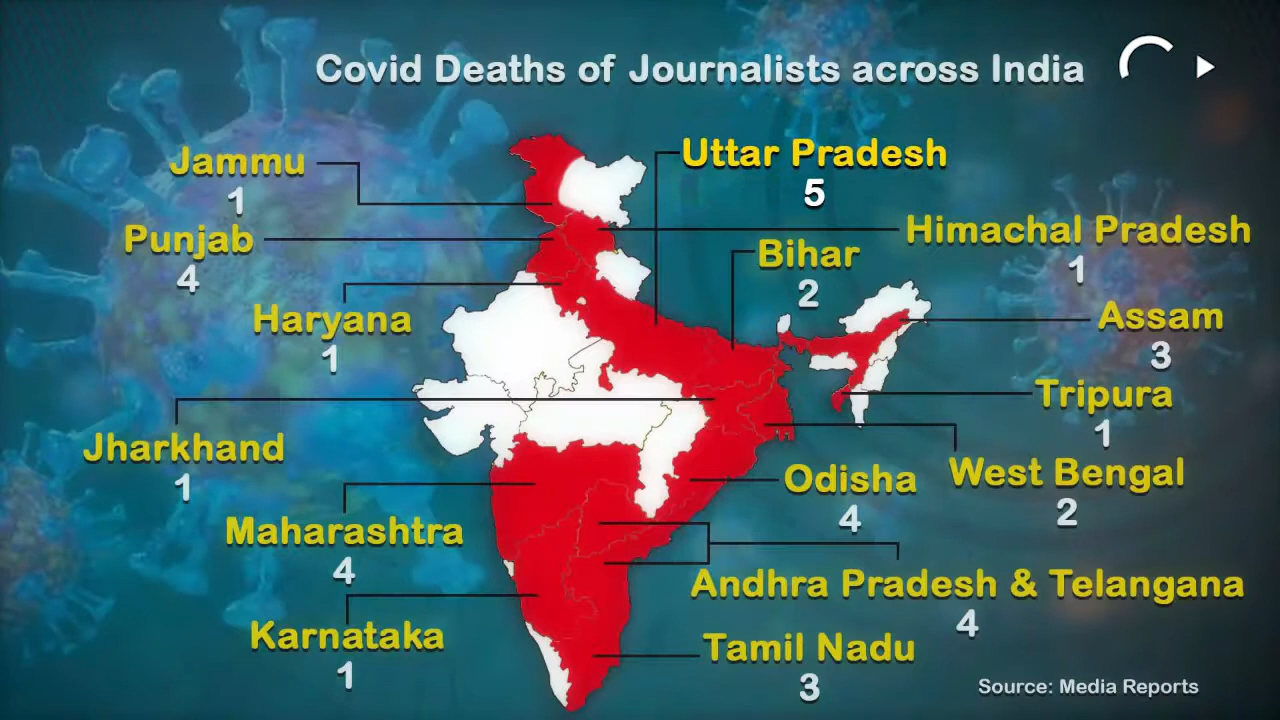 Covid Deaths of Journalists across India
Jammu
1
Uttar Pradesh
5
Punjab
4
Himachal Pradesh
1
Bihar
2
Haryana
1
Assam
3
Tripura
1
Jharkhand
1
West Bengal
2
Odisha
4
Maharashtra
4
Andhra Pradesh & Telangana
4
Karnataka
1
Tamil Nadu
3
Source: Media Reports